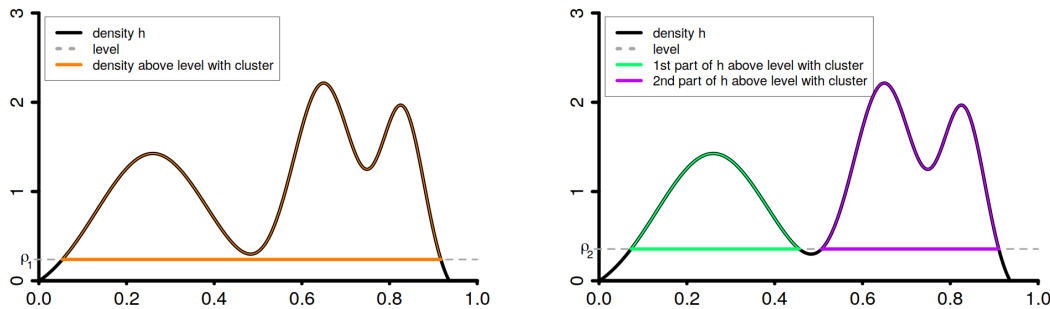 3
2
1
0
density h
level
density above level with cluster
ρ1
0.0 0.2 0.4 0.6 0.8 1.0
3
2
1
0
density h
level
1st part of h above level with cluster
2nd part of h above level with cluster
ρ2
0.0 0.2 0.4 0.6 0.8 1.0